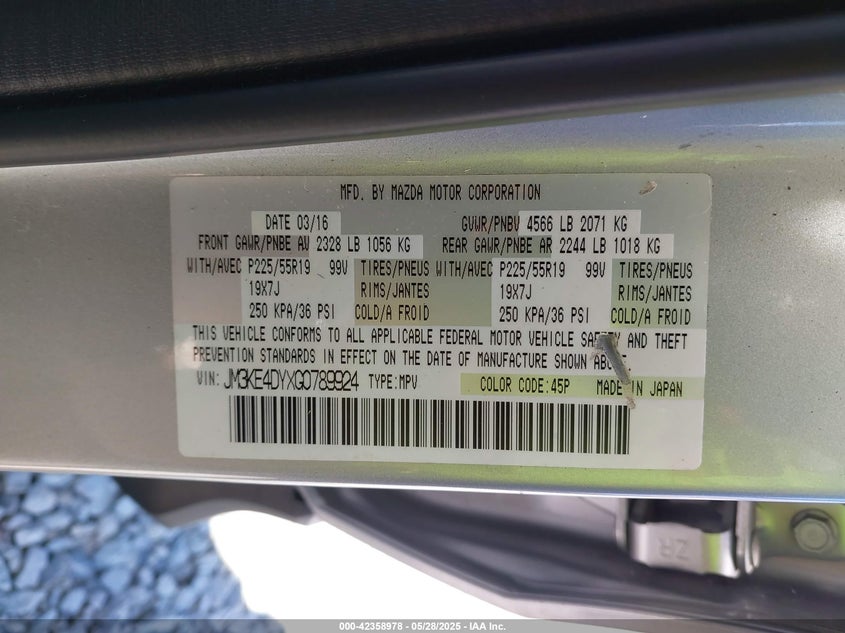 MFD. BY MAZDA MOTOR CORPORATION
DATE 03/16 GVWR/PNBV 4566 LB 2071 KG
FRONT GAWR/PNBE AV 2328 LB 1056 KG REAR GAWR/PNBE AR 2244 LB 1018 KG
WITH/AVEC P225/55R19 99V TIRES/PNEUS WITH/AVEC P225/55R19 99V TIRES/PNEUS
19X7J RIMS/JANTES 19X7J RIMS/JANTES
250 KPA/36 PSI COLD/A FROID 250 KPA/36 PSI COLD/A FROID
THIS VEHICLE CONFORMS TO ALL APPLICABLE FEDERAL MOTOR VEHICLE SAFETY AND THEFT
PREVENTION STANDARDS IN EFFECT ON THE DATE OF MANUFACTURE SHOWN ABOVE.
VIN: JM3KE4DYXG0789924 TYPE:MPV COLOR CODE:45P MADE IN JAPAN
ZR
000-42358978 - 05/28/2025 - IAA Inc.